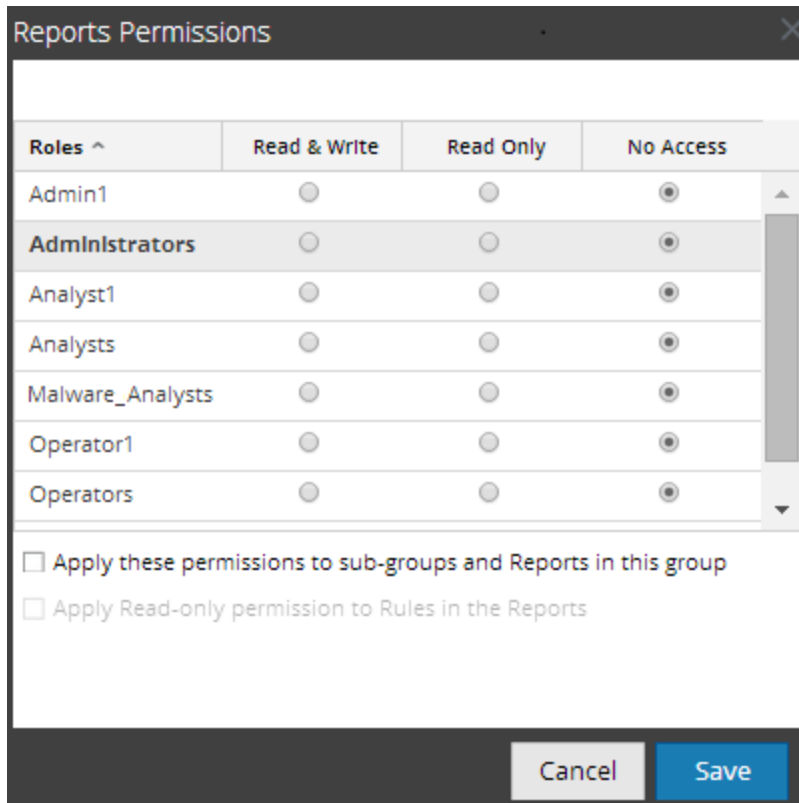 Reports Permissions
Roles Read & Write Read Only No Access
Admin1
Administrators
Analyst1
Analysts
Malware_Analysts
Operator1
Operators
Apply these permissions to sub-groups and Reports in this group
Apply Read-only permission to Rules in the Reports
Cancel Save